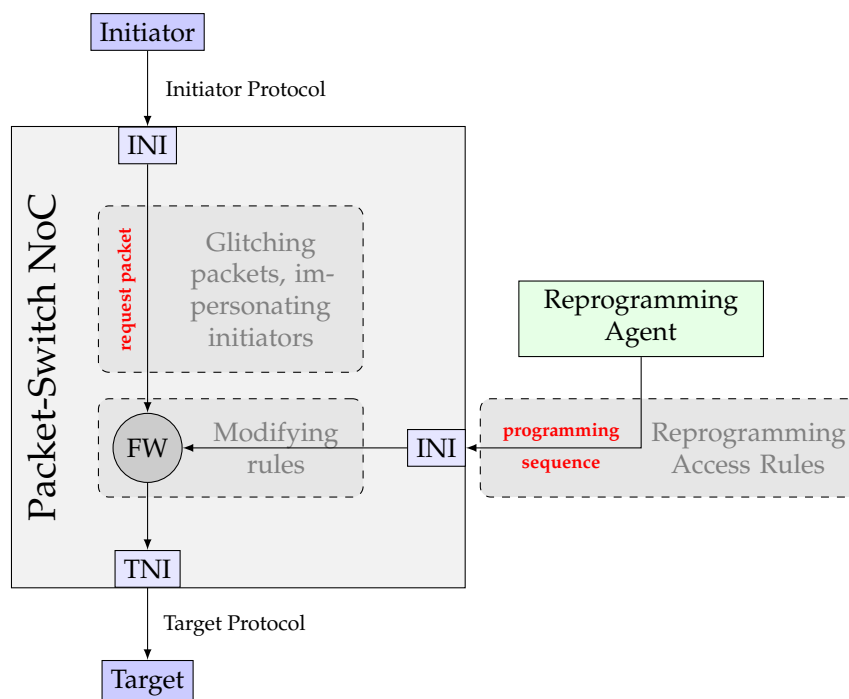 Initiator
Initiator Protocol
INI
Packet-Switch NoC
request packet
Glitching
packets, im-
personating
initiators
Reprogramming
Agent
FW
Modifying
rules
INI
programming
sequence
Reprogramming
Access Rules
TNI
Target Protocol
Target